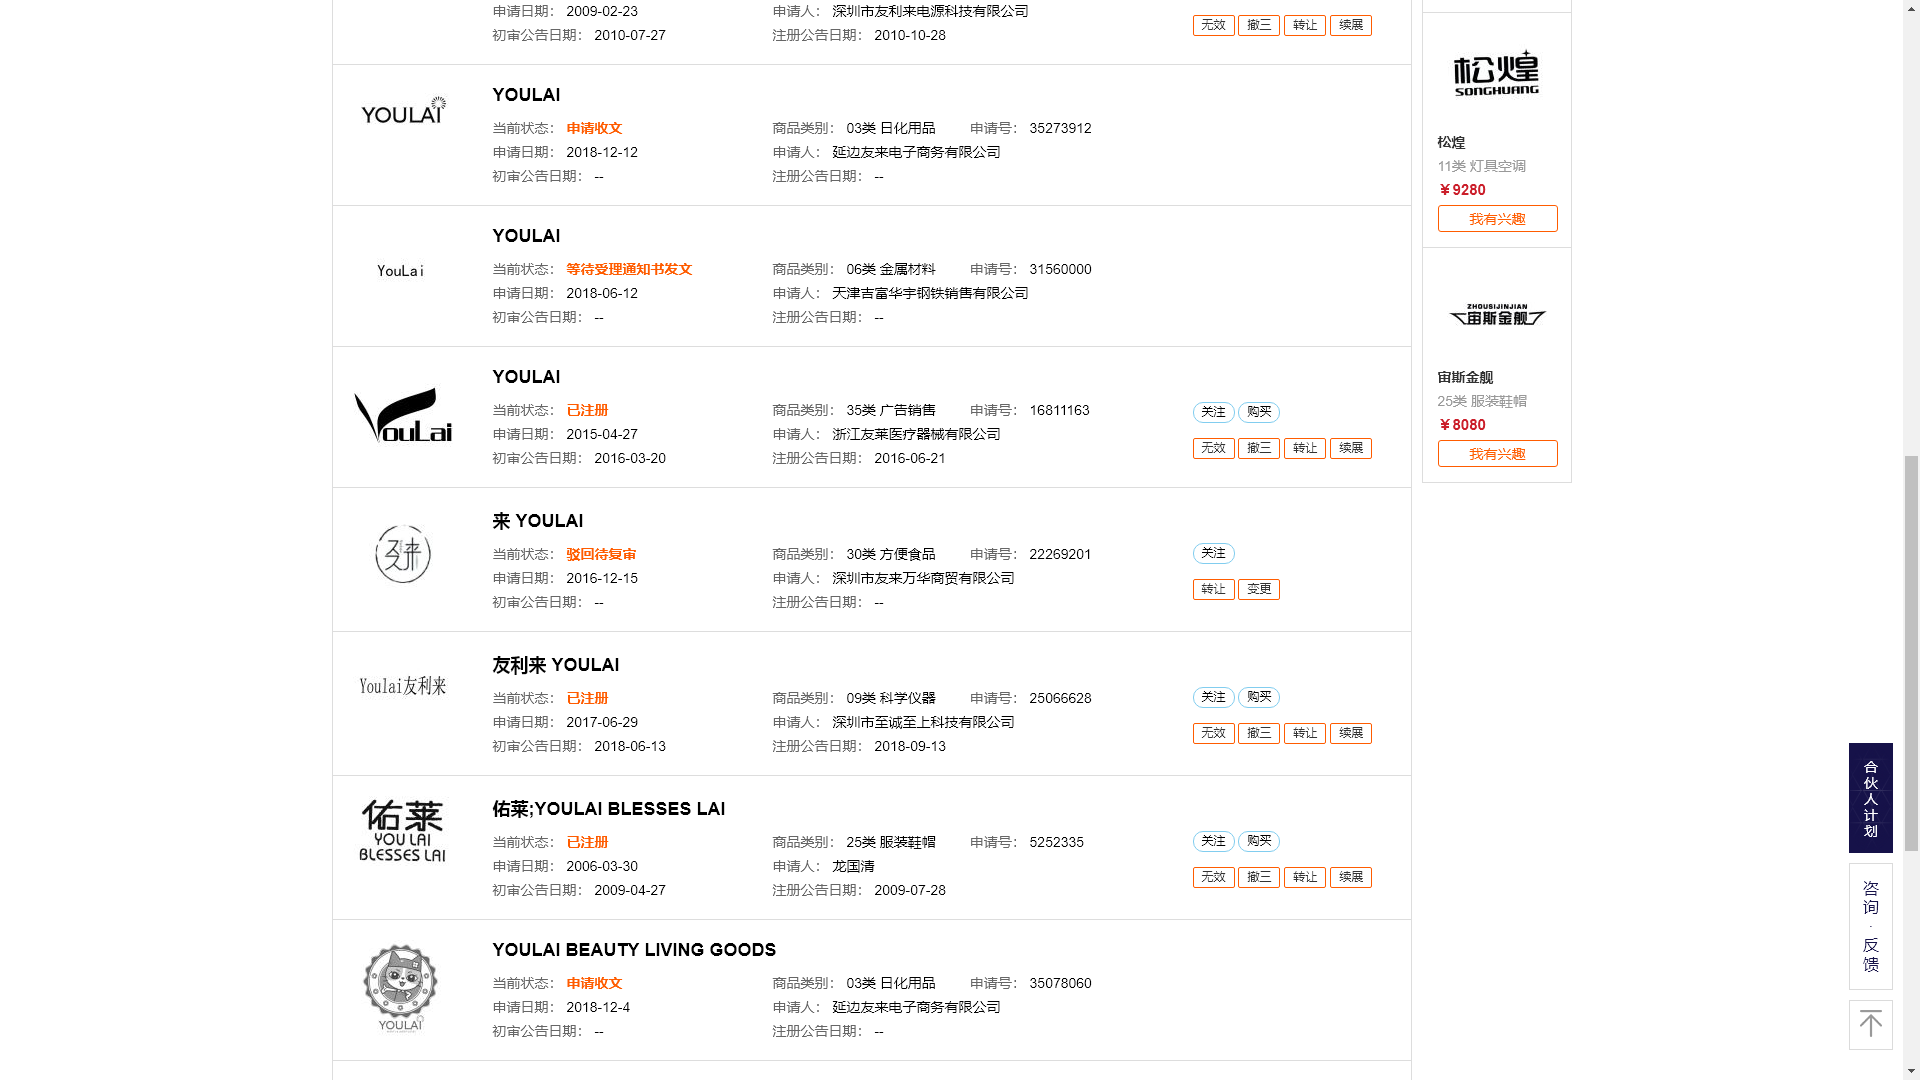 申请日期： 2009-02-23 申请人： 深圳市友利来电源科技有限公司
初审公告日期： 2010-07-27 注册公告日期： 2010-10-28
无效 撤三 转让 续展
YOULAI
YOULAI
当前状态： 申请收文 商品类别： 03类 日化用品 申请号： 35273912
申请日期： 2018-12-12 申请人： 延边友来电子商务有限公司
初审公告日期： -- 注册公告日期： --
YouLai
YOULAI
当前状态： 等待受理通知书发文 商品类别： 06类 金属材料 申请号： 31560000
申请日期： 2018-06-12 申请人： 天津吉富华宇钢铁销售有限公司
初审公告日期： -- 注册公告日期： --
YouLai
YOULAI
当前状态： 已注册 商品类别： 35类 广告销售 申请号： 16811163
申请日期： 2015-04-27 申请人： 浙江友莱医疗器械有限公司
初审公告日期： 2016-03-20 注册公告日期： 2016-06-21
关注 购买
无效 撤三 转让 续展
来 YOULAI
当前状态： 驳回待复审 商品类别： 30类 方便食品 申请号： 22269201
申请日期： 2016-12-15 申请人： 深圳市友来万华商贸有限公司
初审公告日期： -- 注册公告日期： --
关注
转让 变更
Youlai友利来
友利来 YOULAI
当前状态： 已注册 商品类别： 09类 科学仪器 申请号： 25066628
申请日期： 2017-06-29 申请人： 深圳市至诚至上科技有限公司
初审公告日期： 2018-06-13 注册公告日期： 2018-09-13
关注 购买
无效 撤三 转让 续展
佑莱
YOU LAI
BLESSES LAI
佑莱;YOULAI BLESSES LAI
当前状态： 已注册 商品类别： 25类 服装鞋帽 申请号： 5252335
申请日期： 2006-03-30 申请人： 龙国清
初审公告日期： 2009-04-27 注册公告日期： 2009-07-28
关注 购买
无效 撤三 转让 续展
YOULAI
YOULAI BEAUTY LIVING GOODS
当前状态： 申请收文 商品类别： 03类 日化用品 申请号： 35078060
申请日期： 2018-12-4 申请人： 延边友来电子商务有限公司
初审公告日期： -- 注册公告日期： --
松煌
SONGHUANG
松煌
11类 灯具空调
￥9280
我有兴趣
ZHOUSIJINJIAN
宙斯金舰
宙斯金舰
25类 服装鞋帽
￥8080
我有兴趣
合伙人计划
咨询·反馈